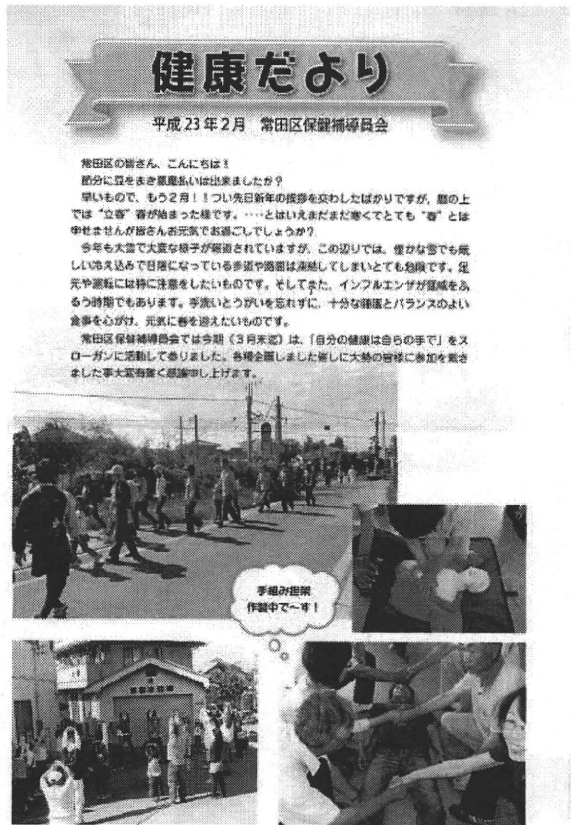 健康だより
平成23年2月 常田区保健補導員会
常田区の皆さん、こんにちは!
節分に豆をまき悪魔払いは出来ましたか?
早いもので、もう2月!!つい先日新年の挨拶を交わしたばかりですが、暦の上
では“立春”春が始まった様です。……とはいえまだまだ寒くてとても“春”とは
申せませんが皆さんお元気でお過ごしでしょうか?
今年も大雪で大変な様子が報道されていますが、この辺りでは、僅かな雪でも厳
しい冷え込みで日陰になっている歩道や路面は凍結してしまいとても危険です。足
元や運転には特に注意をしたいものです。そしてまた、インフルエンザが猛威をふ
るう時期でもあります。手洗いとうがいを忘れずに、十分な睡眠とバランスのよい
食事を心がけ、元気に春を迎えたいものです。
常田区保健補導員会では今期(3月末迄)は、「自分の健康は自らの手で」をス
ローガンに活動して参りました。各種企画しました催しに大勢の皆様に参加を戴き
ました事大変有難く感謝申し上げます。
手組み担架
作製中で〜す!